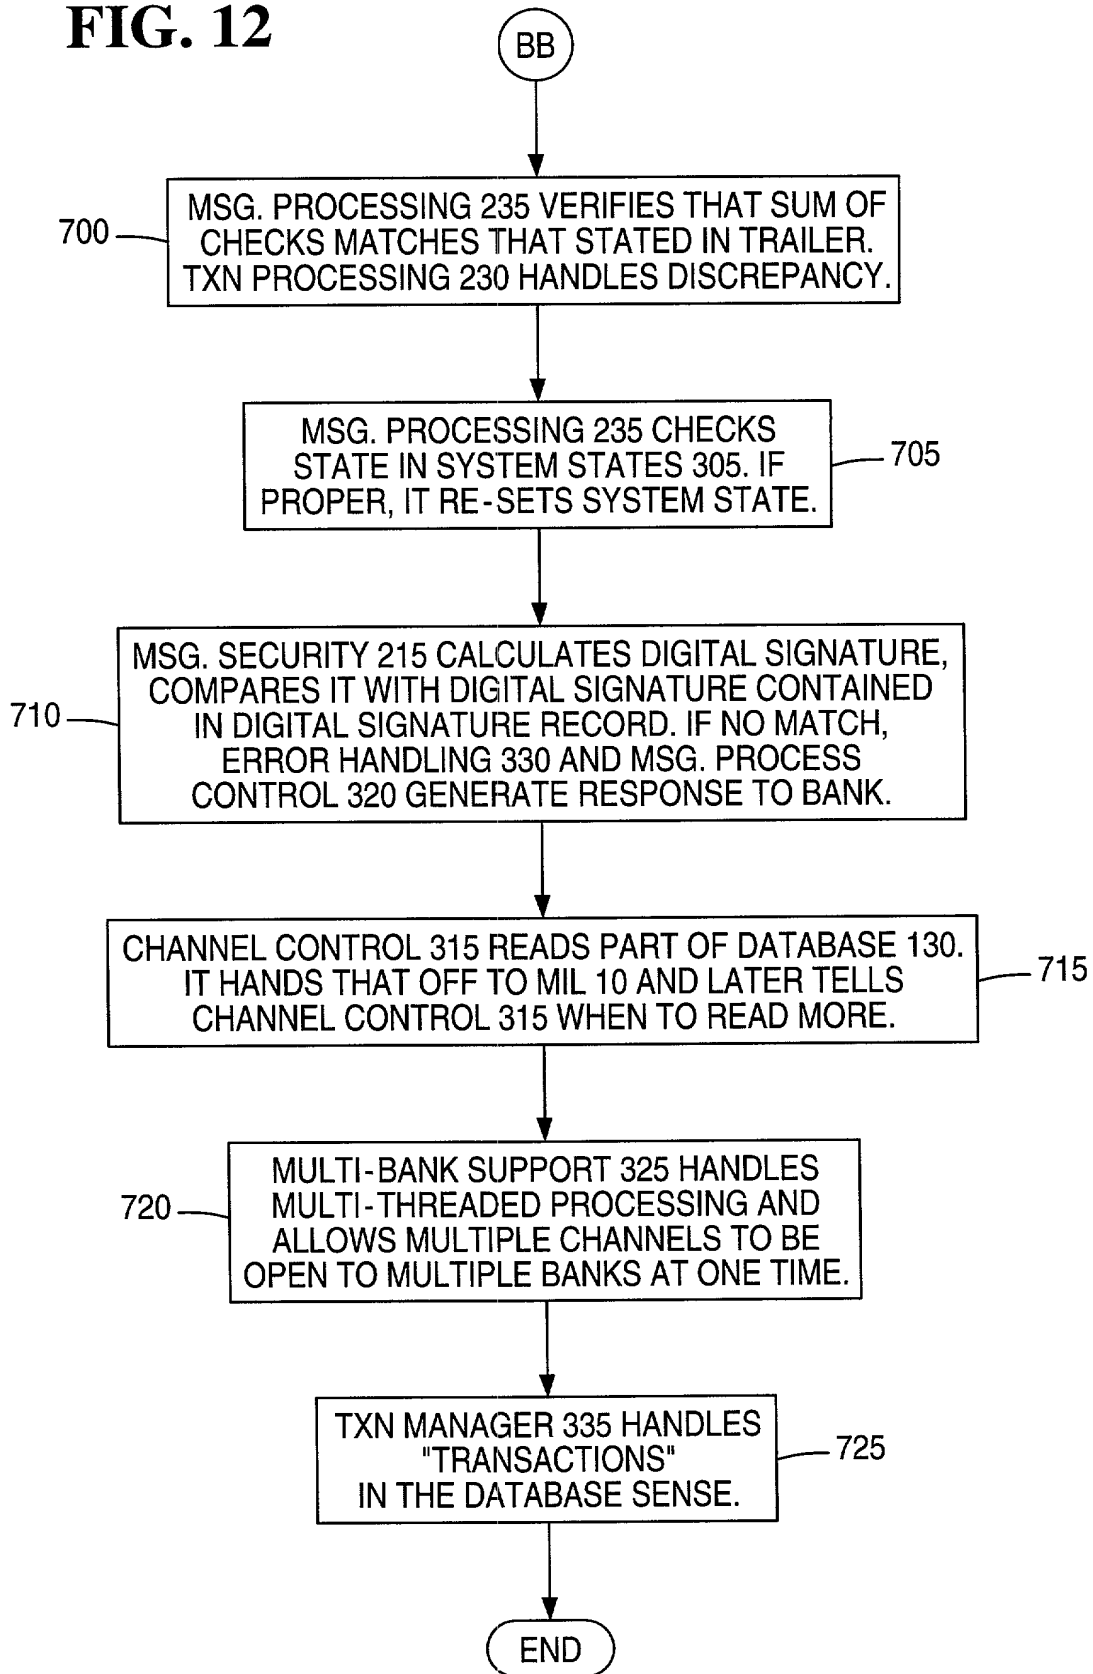 FIG. 12
BB
700
MSG. PROCESSING 235 VERIFIES THAT SUM OF
CHECKS MATCHES THAT STATED IN TRAILER.
TXN PROCESSING 230 HANDLES DISCREPANCY.
MSG. PROCESSING 235 CHECKS
STATE IN SYSTEM STATES 305. IF
PROPER, IT RE-SETS SYSTEM STATE.
705
710
MSG. SECURITY 215 CALCULATES DIGITAL SIGNATURE,
COMPARES IT WITH DIGITAL SIGNATURE CONTAINED
IN DIGITAL SIGNATURE RECORD. IF NO MATCH,
ERROR HANDLING 330 AND MSG. PROCESS
CONTROL 320 GENERATE RESPONSE TO BANK.
CHANNEL CONTROL 315 READS PART OF DATABASE 130.
IT HANDS THAT OFF TO MIL 10 AND LATER TELLS
CHANNEL CONTROL 315 WHEN TO READ MORE.
715
720
MULTI-BANK SUPPORT 325 HANDLES
MULTI-THREADED PROCESSING AND
ALLOWS MULTIPLE CHANNELS TO BE
OPEN TO MULTIPLE BANKS AT ONE TIME.
TXN MANAGER 335 HANDLES
"TRANSACTIONS"
IN THE DATABASE SENSE.
725
END